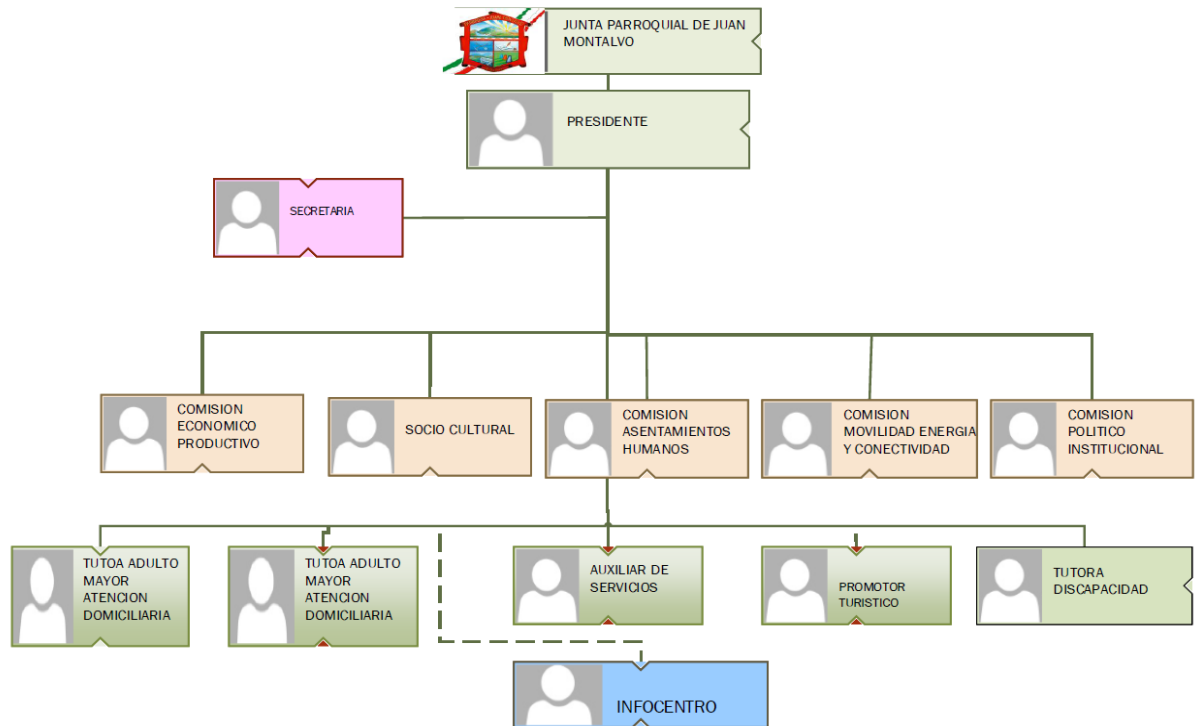 JUNTA PARROQUIAL DE JUAN
MONTALVO
PRESIDENTE
SECRETARIA
COMISION
ECONOMICO
PRODUCTIVO
SOCIO CULTURAL
COMISION
ASENTAMIENTOS
HUMANOS
COMISION
MOVILIDAD ENERGIA
Y CONECTIVIDAD
COMISION
POLITICO
INSTITUCIONAL
TUTOA ADULTO
MAYOR
ATENCION
DOMICILIARIA
TUTOA ADULTO
MAYOR
ATENCION
DOMICILIARIA
AUXILIAR DE
SERVICIOS
PROMOTOR
TURISTICO
TUTORA
DISCAPACIDAD
INFOCENTRO